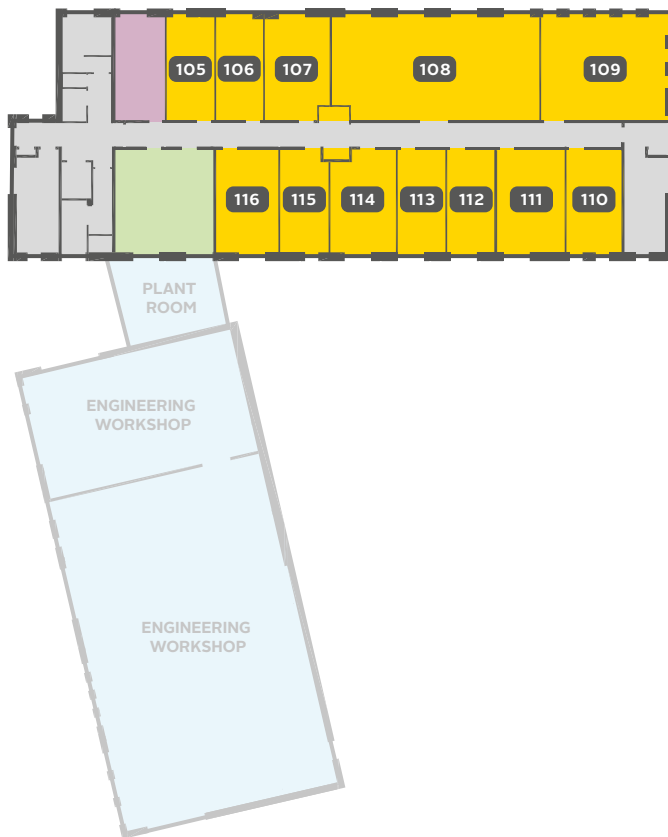 105
106
107
108
109
116
115
114
113
112
111
110
PLANT
ROOM
ENGINEERING
WORKSHOP
ENGINEERING
WORKSHOP